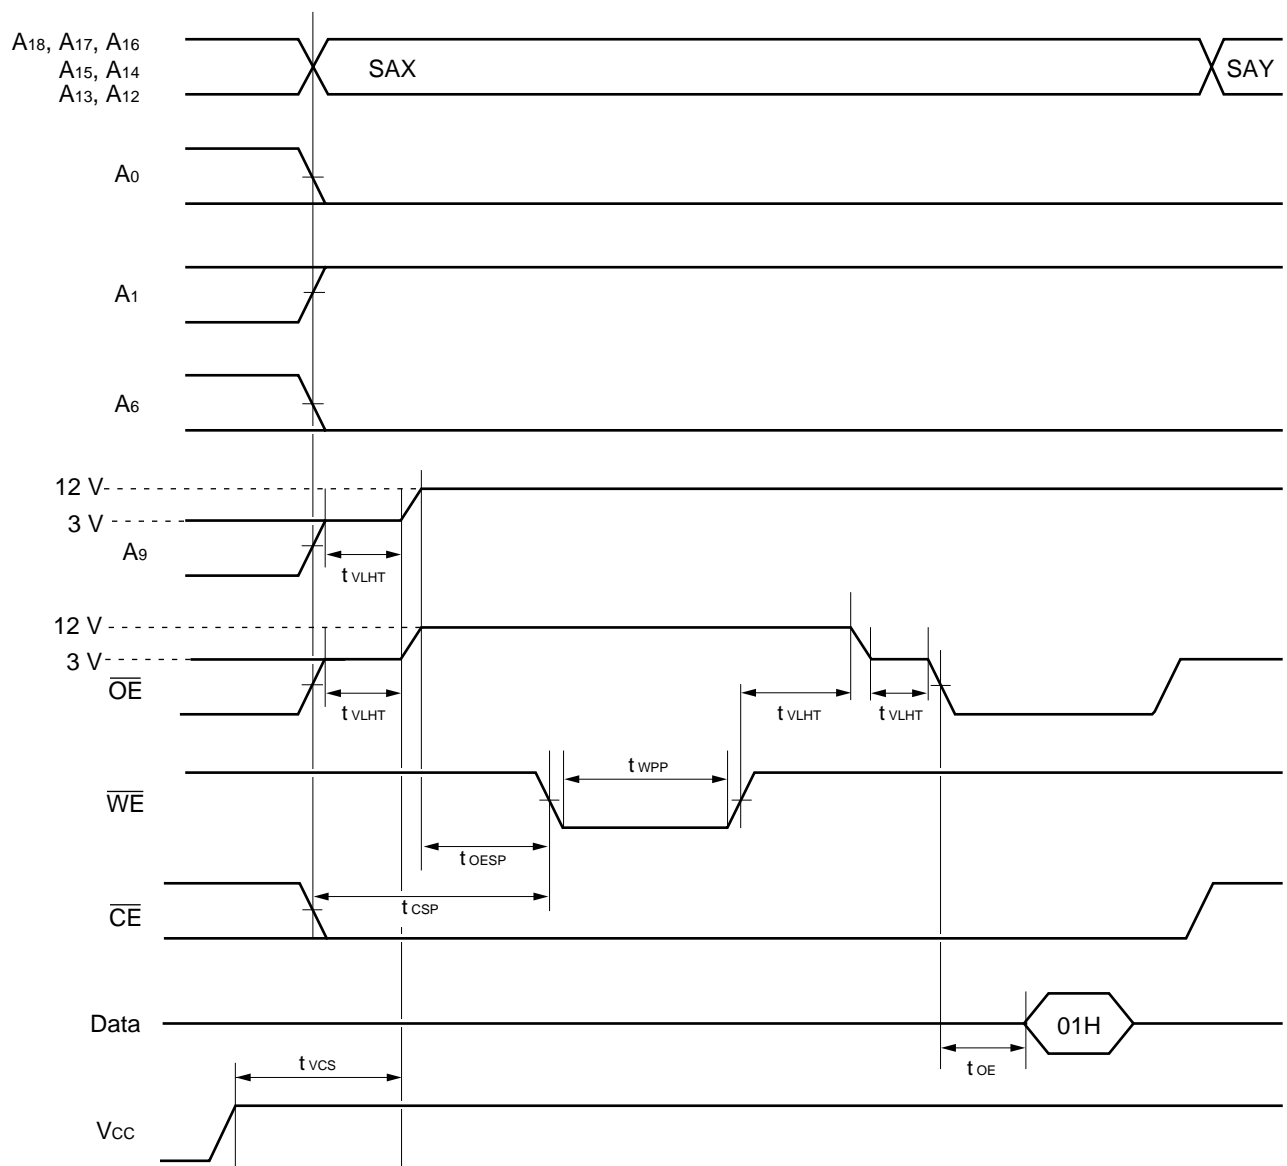 A18, A17, A16
A15, A14
A13, A12
SAX
SAY
A0
A1
A6
12 V
3 V
A9
t VLHT
12 V
3 V
OE
t VLHT
t VLHT
t VLHT
WE
t WPP
t OESP
t CSP
CE
Data
01H
t OE
t VCS
VCC